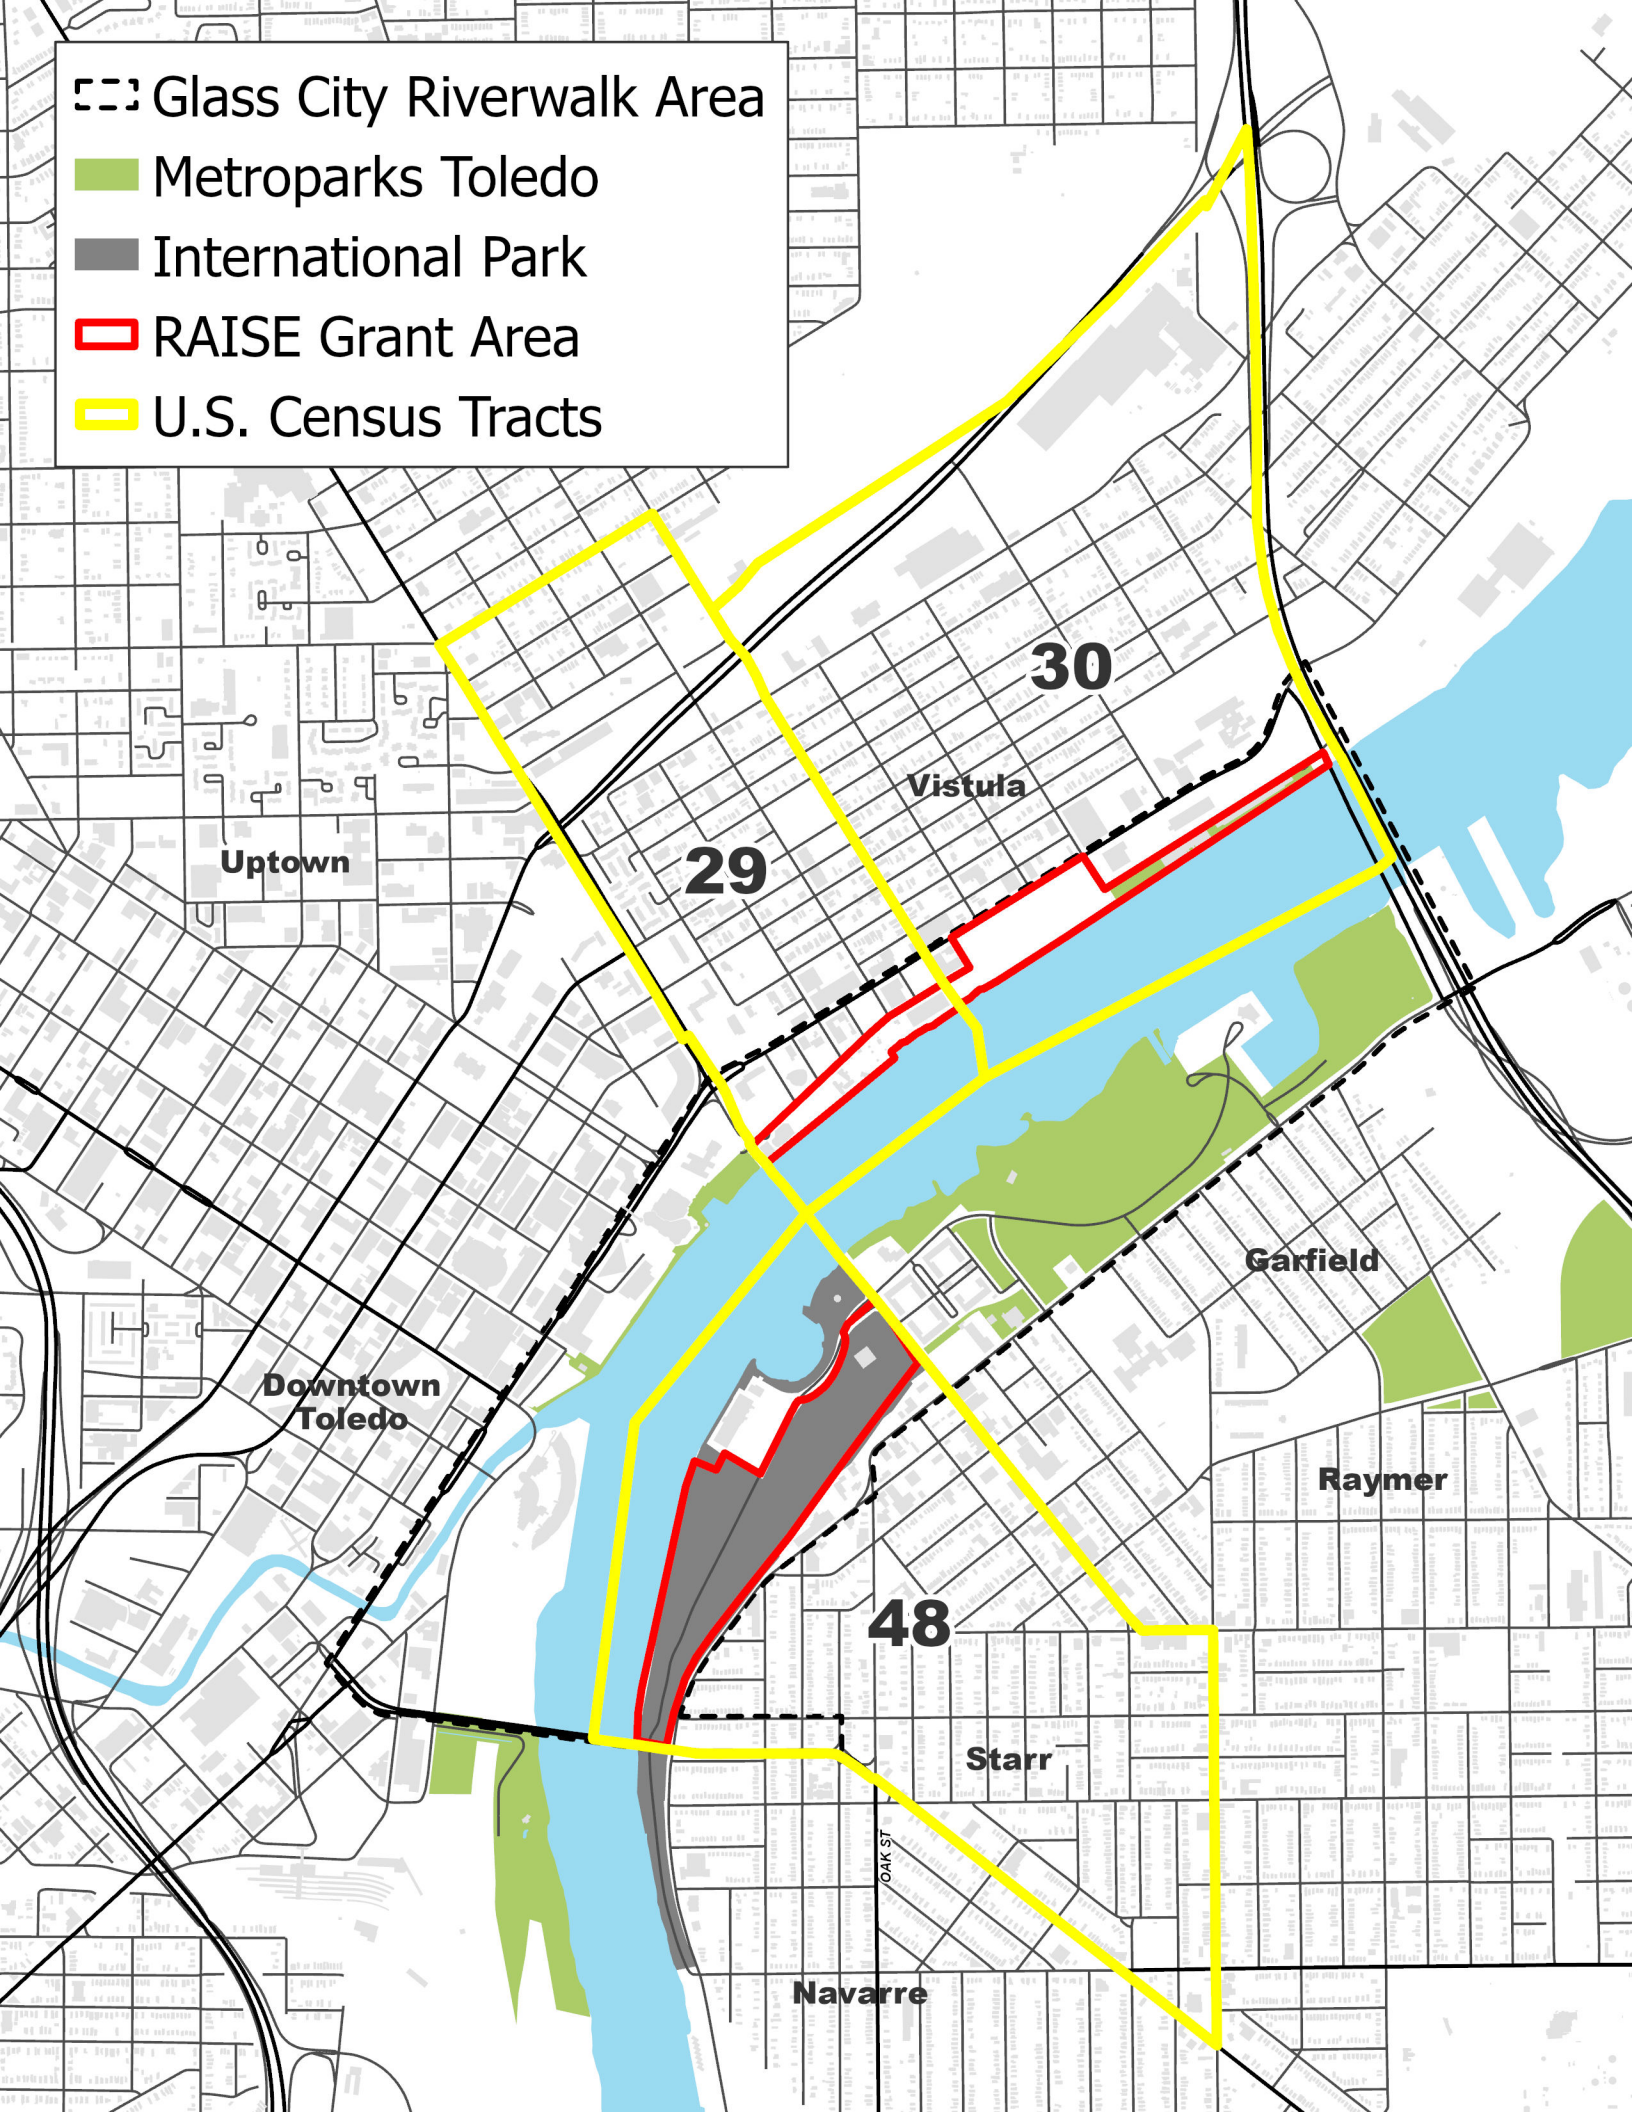 Glass City Riverwalk Area
Metroparks Toledo
International Park
RAISE Grant Area
U.S. Census Tracts
30
Vistula
29
Uptown
Garfield
Downtown
Toledo
Raymer
48
Starr
OAK ST
Navarre